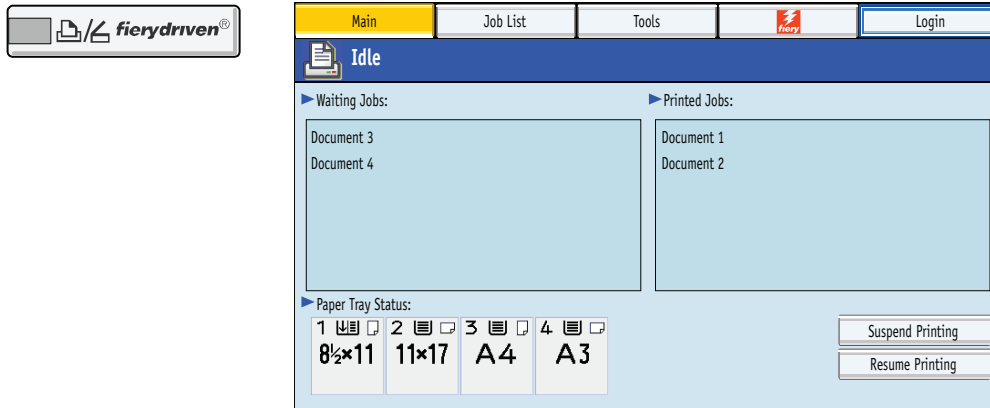 fierydriven®
Main Job List Tools fiery Login
Idle
Waiting Jobs: Printed Jobs:
Document 3 Document 1
Document 4 Document 2
Paper Tray Status:
1 2 3 4
8½×11 11×17 A4 A3
Suspend Printing
Resume Printing